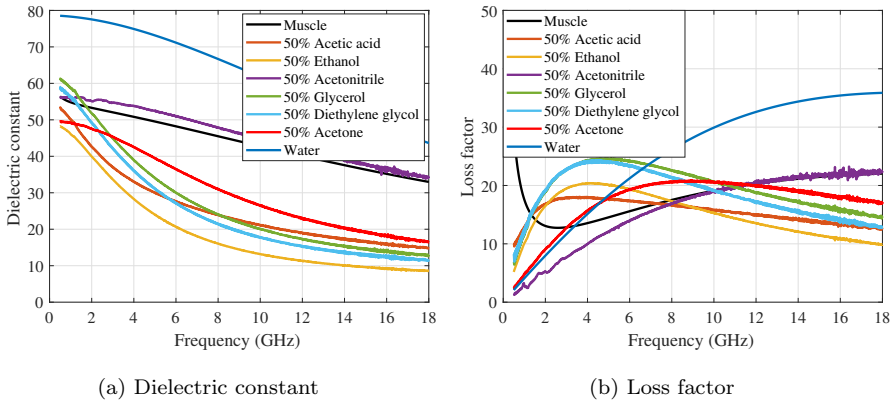 80
70
60
50
40
30
20
10
0
Dielectric constant
Muscle
50% Acetic acid
50% Ethanol
50% Acetonitrile
50% Glycerol
50% Diethylene glycol
50% Acetone
Water
0 2 4 6 8 10 12 14 16 18
Frequency (GHz)
(a) Dielectric constant
50
40
30
20
10
0
Loss factor
Muscle
50% Acetic acid
50% Ethanol
50% Acetonitrile
50% Glycerol
50% Diethylene glycol
50% Acetone
Water
0 2 4 6 8 10 12 14 16 18
Frequency (GHz)
(b) Loss factor